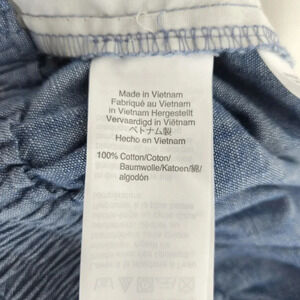 Made in Vietnam
Fabriqué au Vietnam
in Vietnam Hergestellt
Vervaardigd in Viëtnam
ベトナム製
Hecho en Vietnam
100% Cotton/Coton/
Baumwolle/Katoen/綿/
algodón